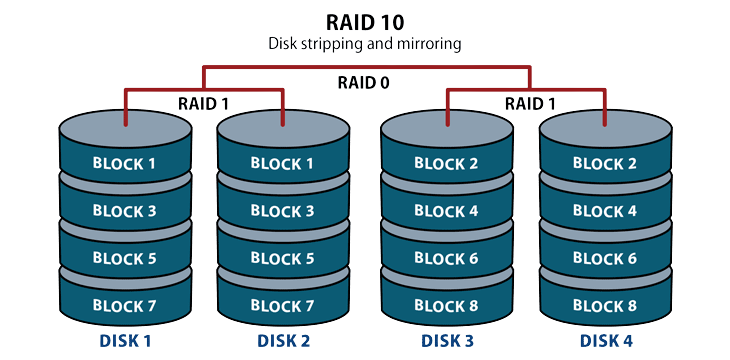 RAID 10
Disk stripping and mirroring
RAID 0
RAID 1
RAID 1
BLOCK 1
BLOCK 1
BLOCK 2
BLOCK 2
BLOCK 3
BLOCK 3
BLOCK 4
BLOCK 4
BLOCK 5
BLOCK 5
BLOCK 6
BLOCK 6
BLOCK 7
BLOCK 7
BLOCK 8
BLOCK 8
DISK 1
DISK 2
DISK 3
DISK 4